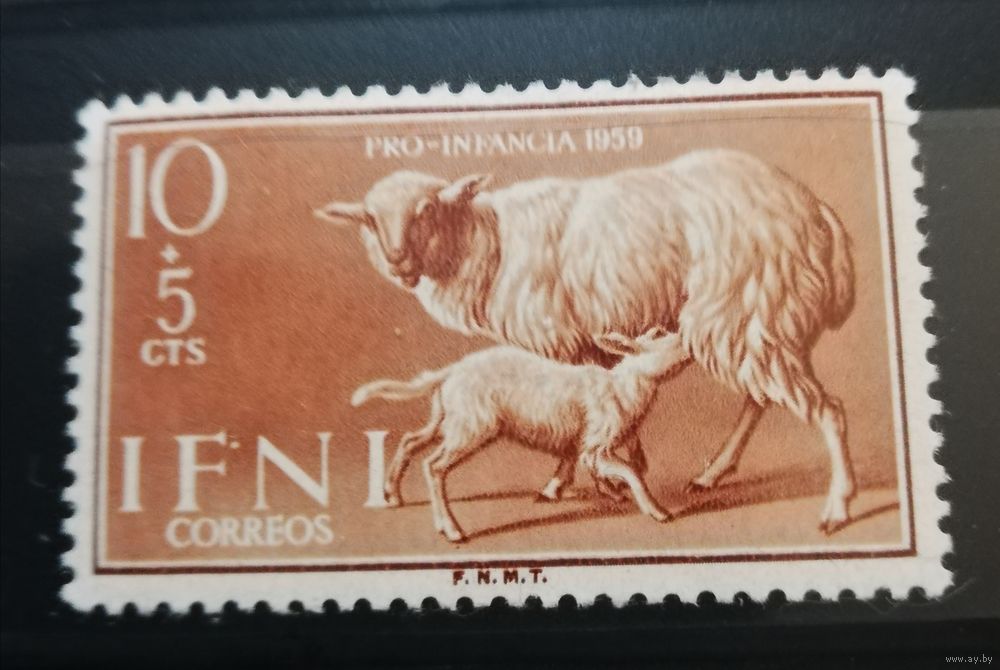 PRO-INFANCIA 1959
10
+
5
CTS
IFNI
CORREOS
F. N. M. T.
www.ay.by